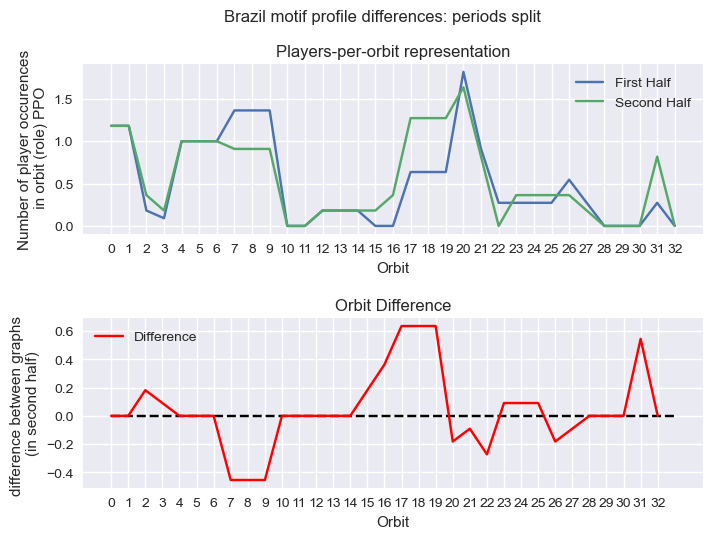 Brazil motif profile differences: periods split
Players-per-orbit representation
Number of player occurences
in orbit (role) PPO
1.5
1.0
0.5
0.0
First Half
Second Half
0 1 2 3 4 5 6 7 8 9 10 11 12 13 14 15 16 17 18 19 20 21 22 23 24 25 26 27 28 29 30 31 32
Orbit
Orbit Difference
difference between graphs
(in second half)
0.6
0.4
0.2
0.0
−0.2
−0.4
Difference
0 1 2 3 4 5 6 7 8 9 10 11 12 13 14 15 16 17 18 19 20 21 22 23 24 25 26 27 28 29 30 31 32
Orbit